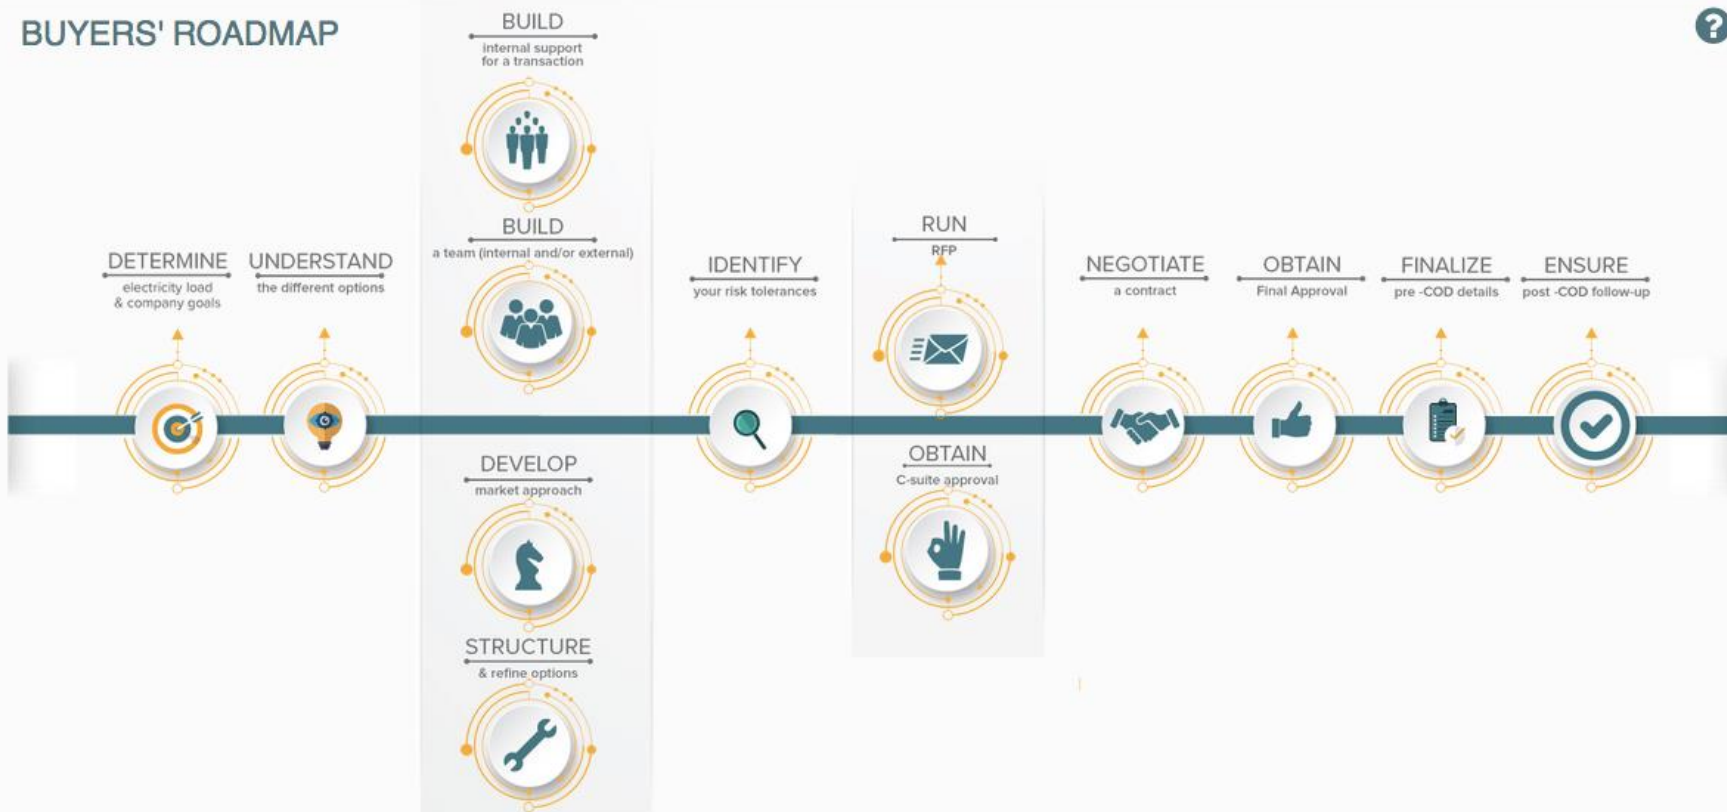 BUYERS' ROADMAP
?
DETERMINE
electricity load
& company goals
UNDERSTAND
the different options
BUILD
internal support
for a transaction
BUILD
a team (internal and/or external)
DEVELOP
market approach
STRUCTURE
& refine options
IDENTIFY
your risk tolerances
RUN
RFP
OBTAIN
C-suite approval
NEGOTIATE
a contract
OBTAIN
Final Approval
FINALIZE
pre -COD details
ENSURE
post -COD follow-up